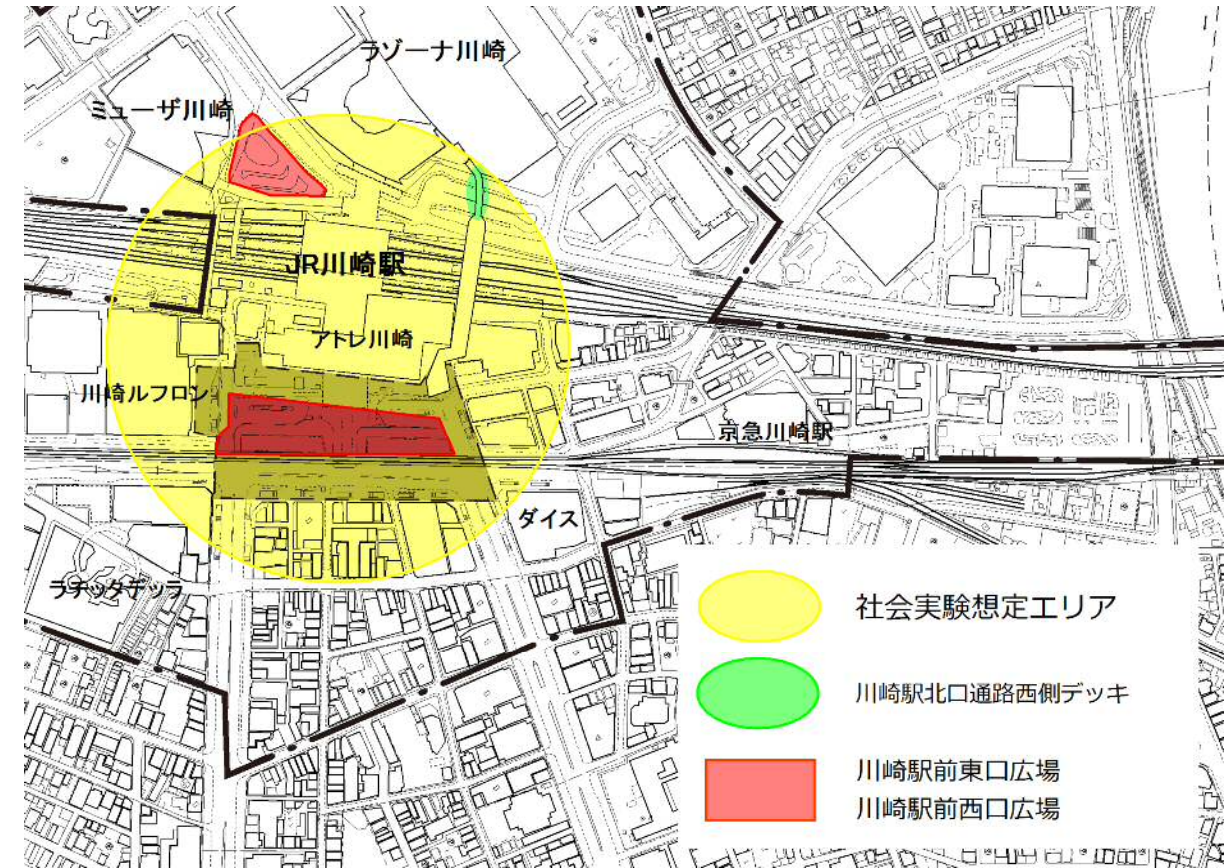 ラゾーナ川崎
ミューザ川崎
JR川崎駅
アトレ川崎
川崎ルフロン
京急川崎駅
ダイス
ラチッタデッラ
社会実験想定エリア
川崎駅北口通路西側デッキ
川崎駅前東口広場
川崎駅前西口広場